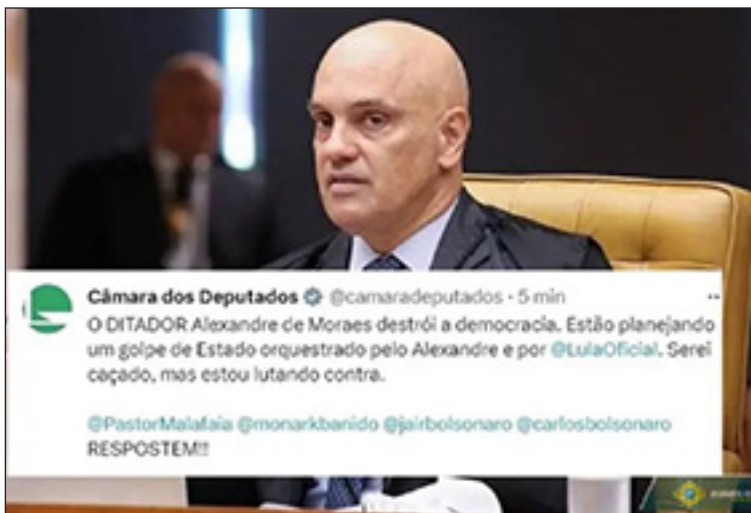 Câmara dos Deputados @camaradeputados · 5 min
O DITADOR Alexandre de Moraes destrói a democracia. Estão planejando
um golpe de Estado orquestrado pelo Alexandre e por @LulaOficial. Serei
caçado, mas estou lutando contra.
@PastorMalafaia @monarkbanido @jairbolsonaro @carlosbolsonaro
RESPOSTEM!!